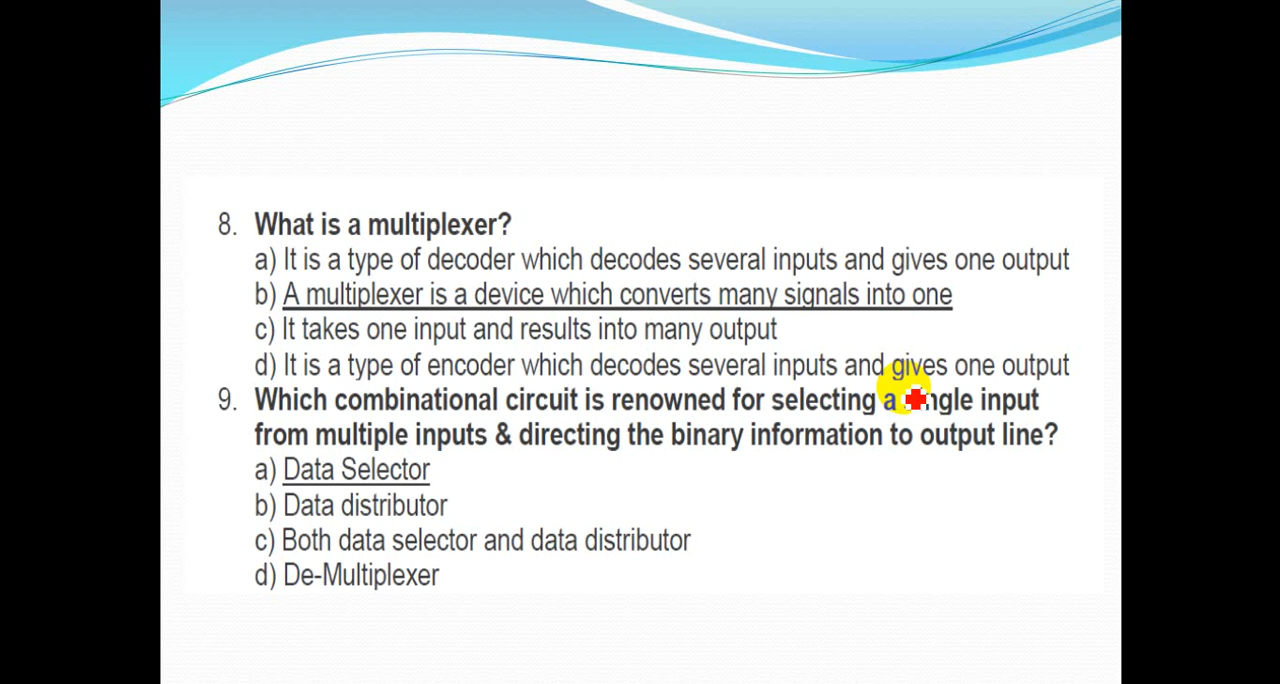 8. What is a multiplexer?
a) It is a type of decoder which decodes several inputs and gives one output
b) A multiplexer is a device which converts many signals into one
c) It takes one input and results into many output
d) It is a type of encoder which decodes several inputs and gives one output
9. Which combinational circuit is renowned for selecting a single input
from multiple inputs & directing the binary information to output line?
a) Data Selector
b) Data distributor
c) Both data selector and data distributor
d) De-Multiplexer